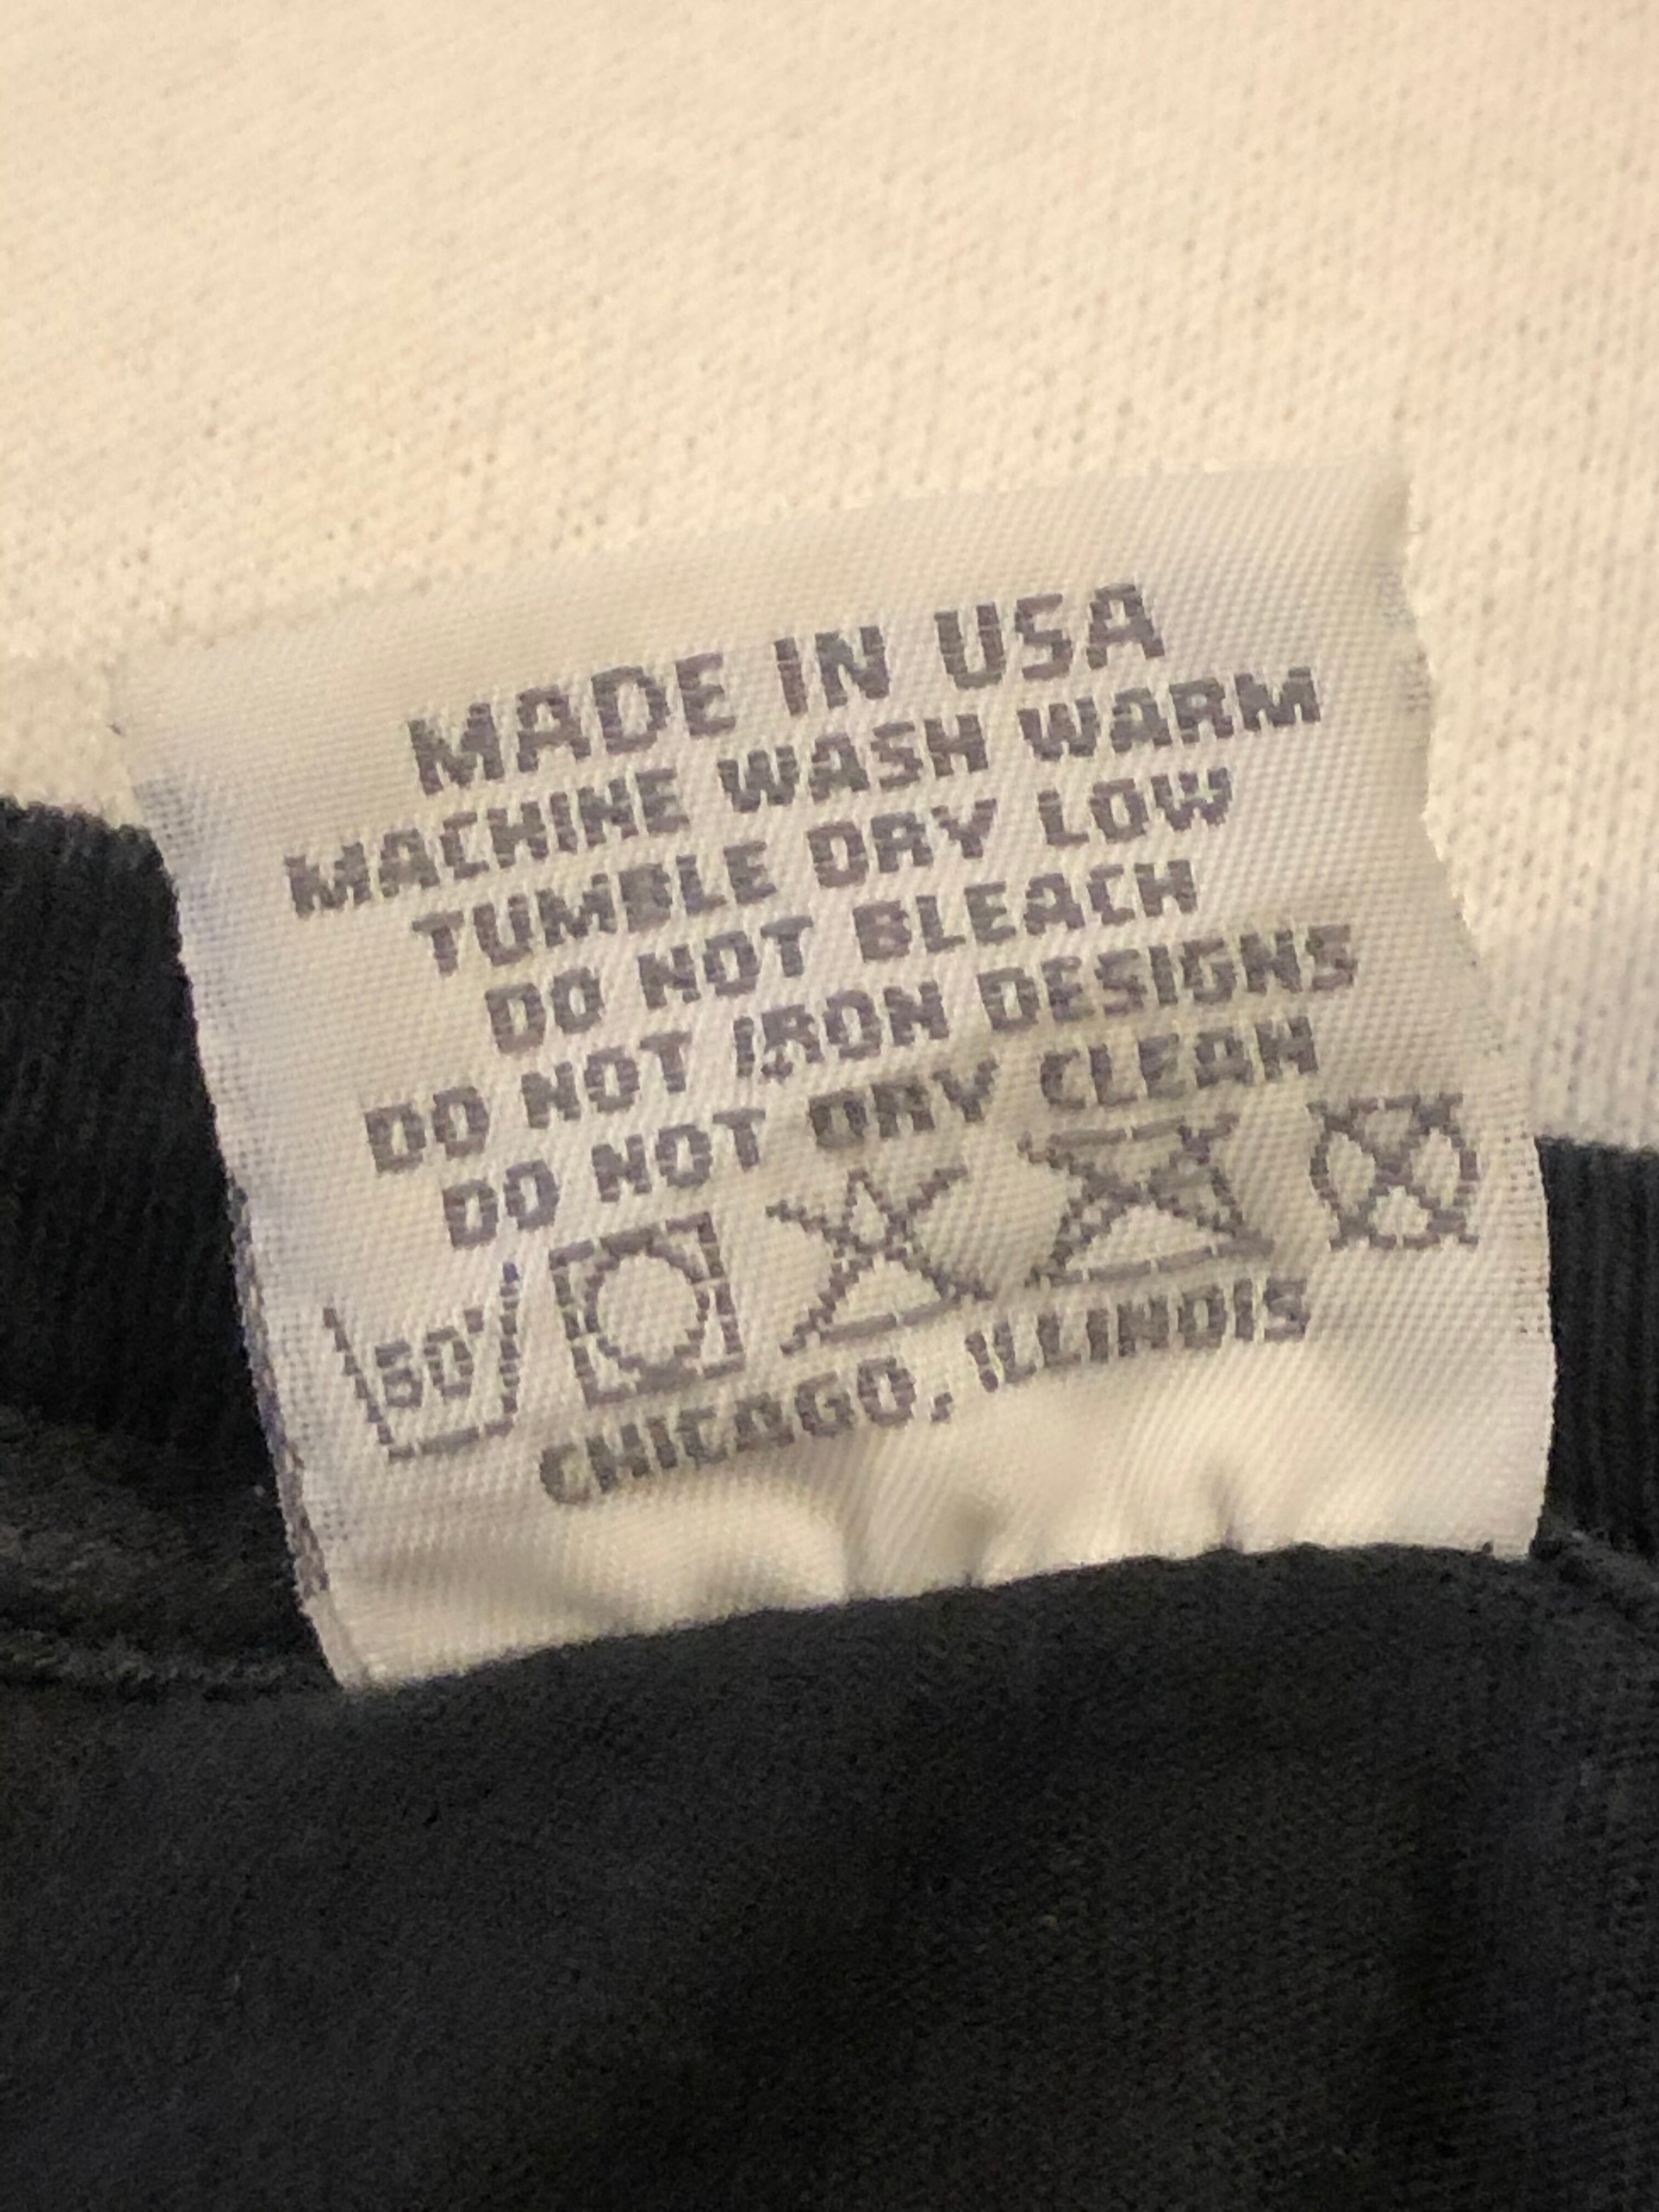 MADE IN USA
MACHINE WASH WARM
TUMBLE DRY LOW
DO NOT BLEACH
DO NOT IRON DESIGNS
DO NOT DRY CLEAN
50°
CHICAGO, ILLINOIS